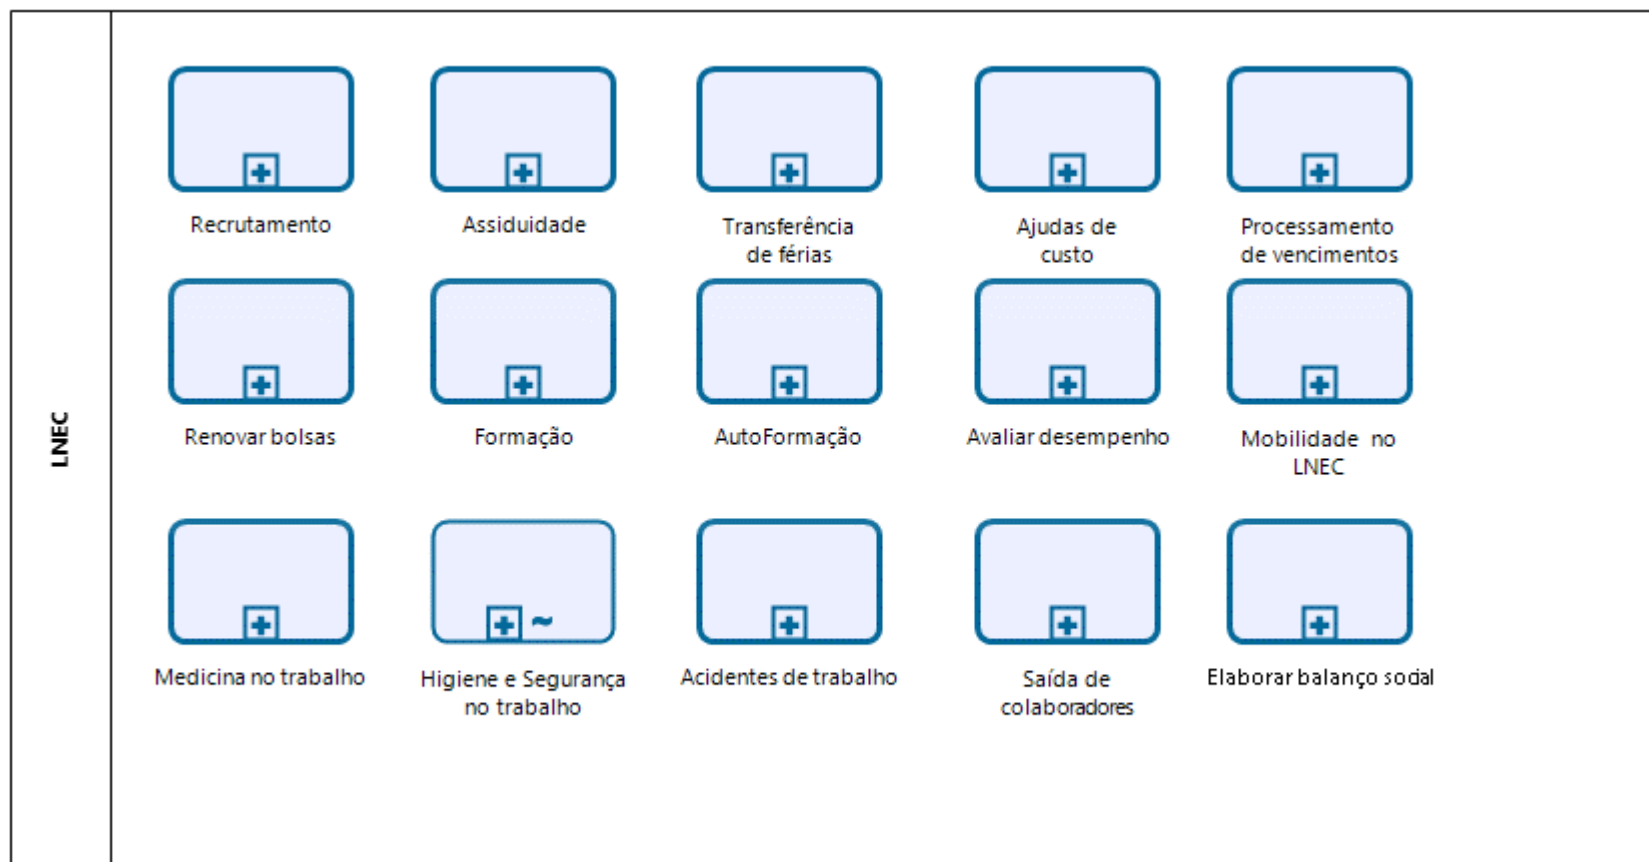 LNEC
Recrutamento
Assiduidade
Transferência
de férias
Ajudas de
custo
Processamento
de vencimentos
Renovar bolsas
Formação
AutoFormação
Avaliar desempenho
Mobilidade no
LNEC
Medicina no trabalho
Higiene e Segurança
no trabalho
Acidentes de trabalho
Saída de
colaboradores
Elaborar balanço social